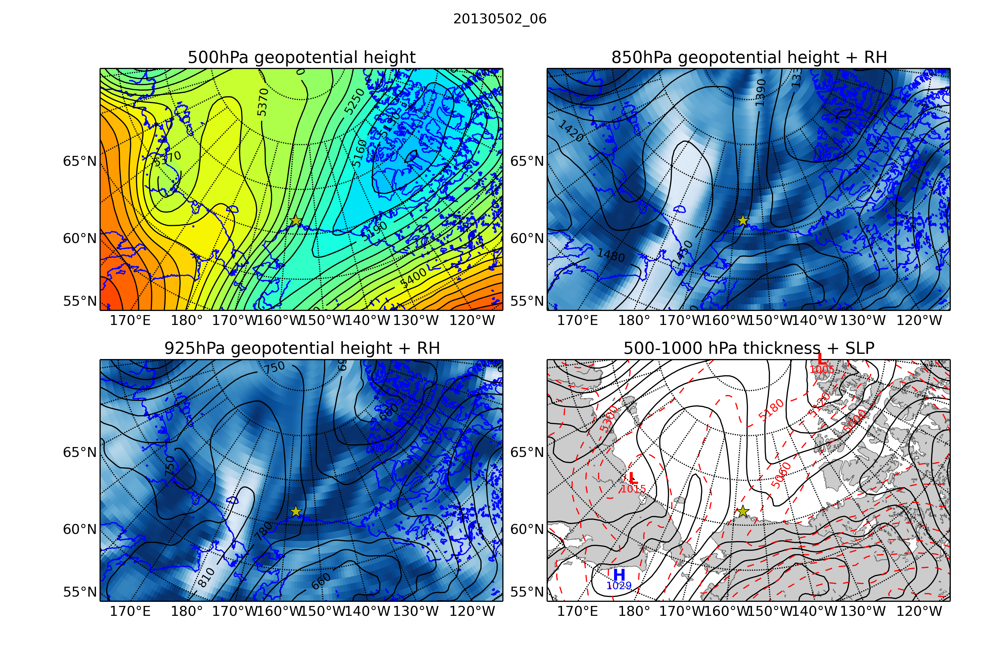 20130502_06
500hPa geopotential height
850hPa geopotential height + RH
5370
5250
5130
5160
5370
5190
5400
65°N
60°N
55°N
170°E 180° 170°W 160°W 150°W 140°W 130°W 120°W
1390
1420
1480
1450
65°N
60°N
55°N
170°E 180° 170°W 160°W 150°W 140°W 130°W 120°W
925hPa geopotential height + RH
500-1000 hPa thickness + SLP
750
660
750
780
810
660
65°N
60°N
55°N
170°E 180° 170°W 160°W 150°W 140°W 130°W 120°W
L
1005
5300
5180
5120
5000
5060
L
1015
H
1029
65°N
60°N
55°N
170°E 180° 170°W 160°W 150°W 140°W 130°W 120°W